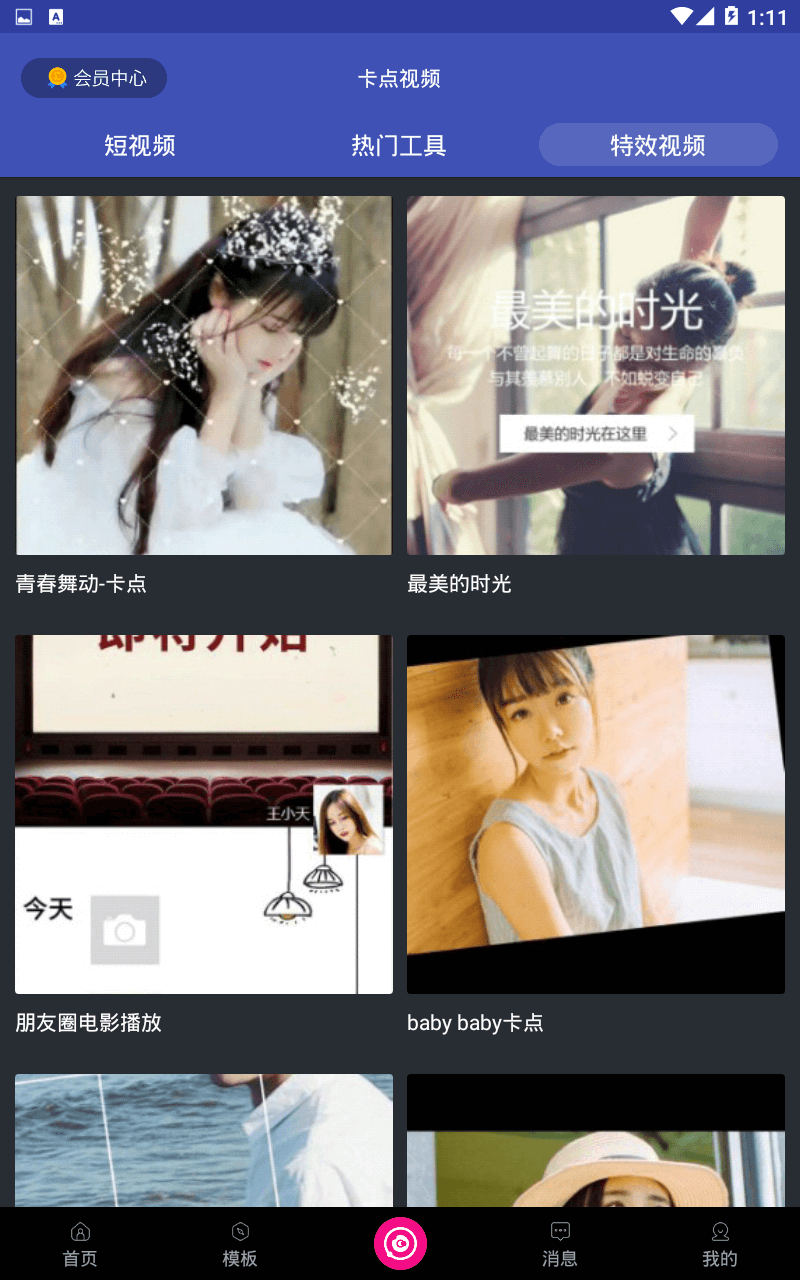 1:11
会员中心
卡点视频
短视频
热门工具
特效视频
最美的时光
每一个不曾起舞的日子都是对生命的辜负
与其羡慕别人，不如蜕变自己
最美的时光在这里
青春舞动-卡点
最美的时光
即将开始
王小天
今天
朋友圈电影播放
baby baby卡点
首页
模板
消息
我的